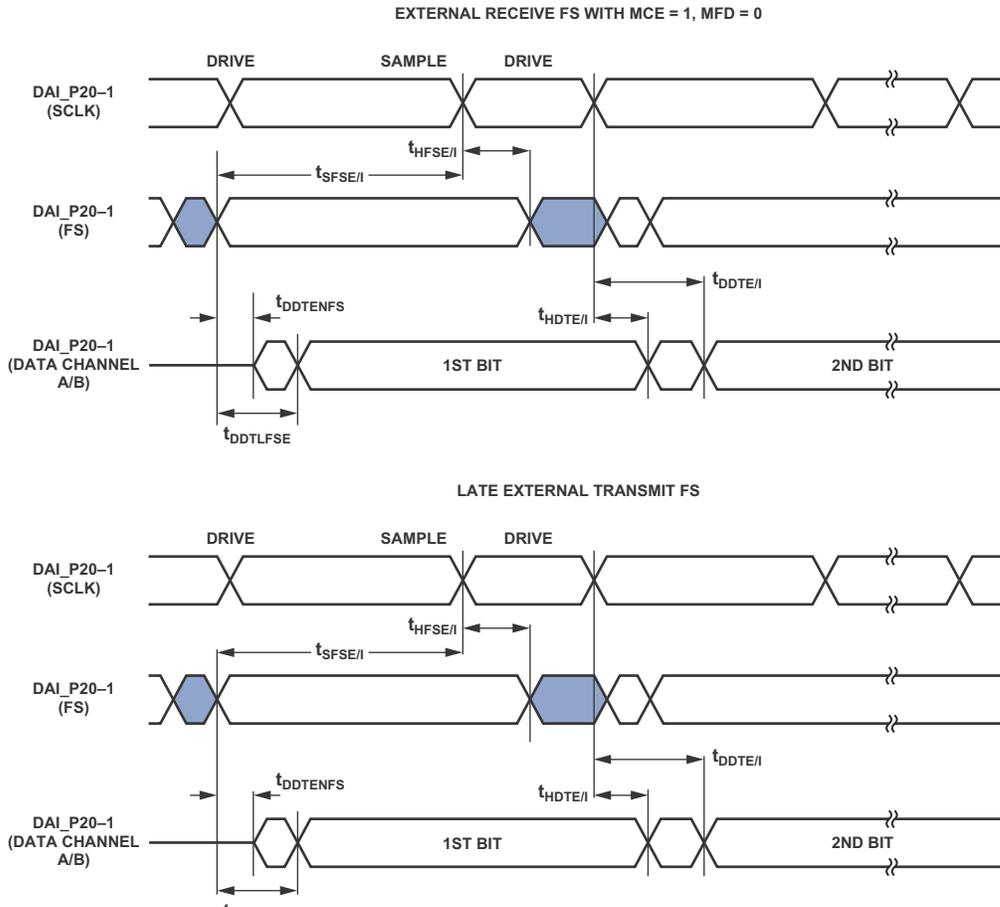 EXTERNAL RECEIVE FS WITH MCE = 1, MFD = 0
DRIVE SAMPLE DRIVE
DAI_P20–1
(SCLK)
tHFSE/I
tSFSE/I
DAI_P20–1
(FS)
tDDTE/I
tDDTENFS
tHDTE/I
DAI_P20–1
(DATA CHANNEL
A/B)
1ST BIT 2ND BIT
tDDTLFSE
LATE EXTERNAL TRANSMIT FS
DRIVE SAMPLE DRIVE
DAI_P20–1
(SCLK)
tHFSE/I
tSFSE/I
DAI_P20–1
(FS)
tDDTE/I
tDDTENFS
tHDTE/I
DAI_P20–1
(DATA CHANNEL
A/B)
1ST BIT 2ND BIT